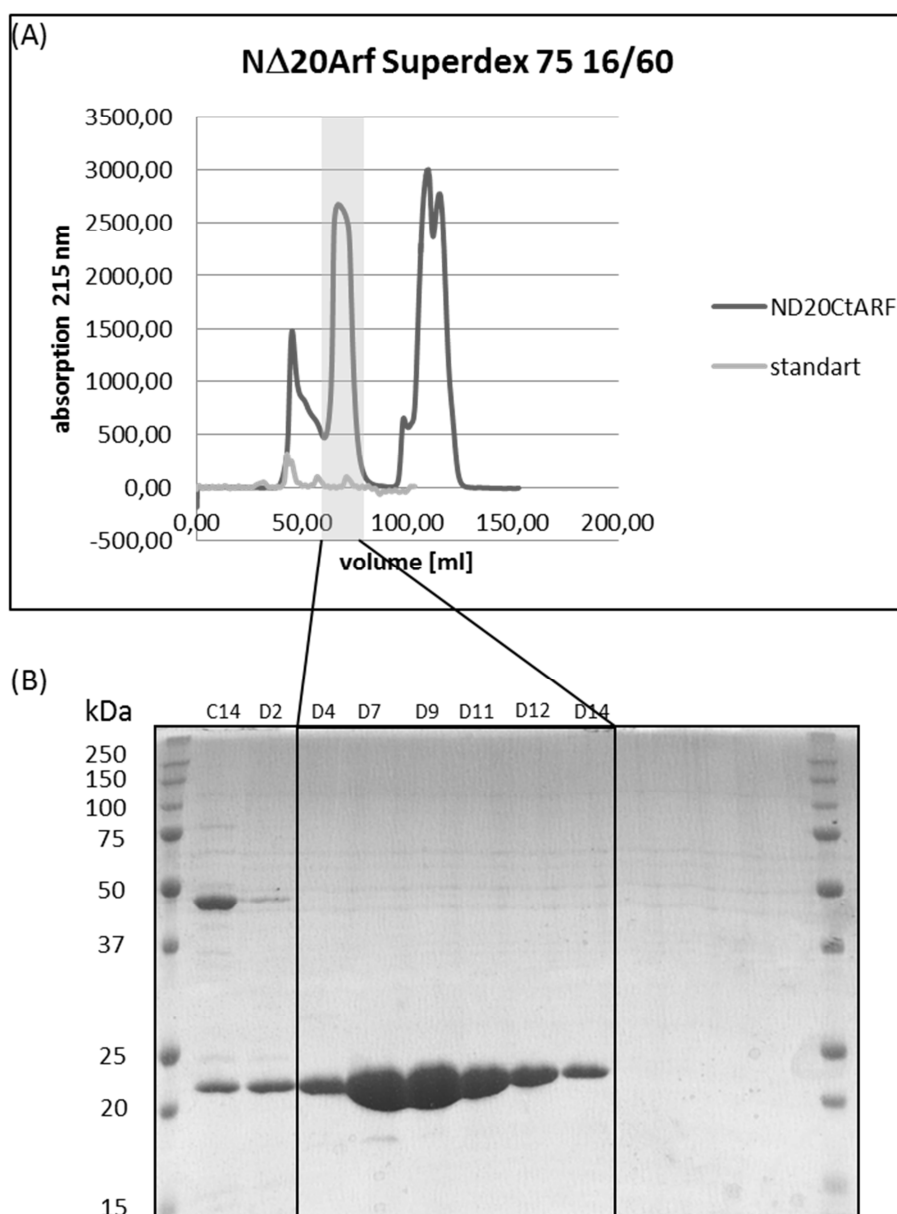 (A)
NΔ20Arf Superdex 75 16/60
3500,00
3000,00
2500,00
2000,00
1500,00
1000,00
500,00
0,00
-500,00
absorption 215 nm
0,00 50,00 100,00 150,00 200,00
volume [ml]
ND20CtARF
standart
(B)
kDa
C14 D2 D4 D7 D9 D11 D12 D14
250
150
100
75
50
37
25
20
15